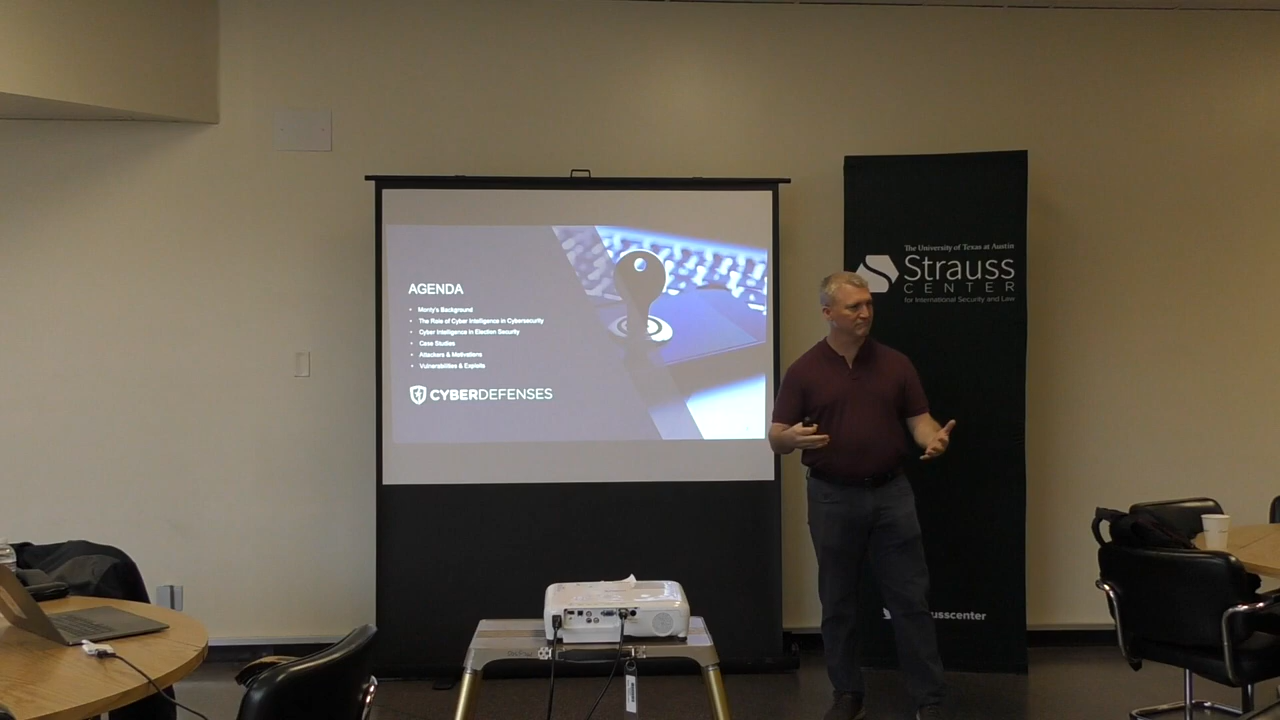 AGENDA
• Monty's Background
• The Role of Cyber Intelligence in Cybersecurity
• Cyber Intelligence in Election Security
• Case Studies
• Attackers & Motivations
• Vulnerabilities & Exploits
CYBERDEFENSES
The University of Texas at Austin
Strauss
CENTER
for International Security and Law
usscenter